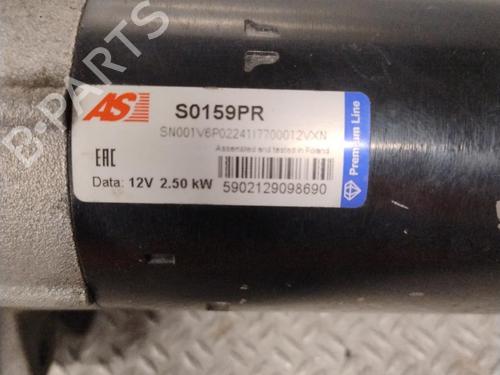 B-PARTS
AS
S0159PR
SN001V6P0224117700012VXN
EAC
Assembled and tested in Poland
Data: 12V 2.50 kW
5902129098690
Premium Line